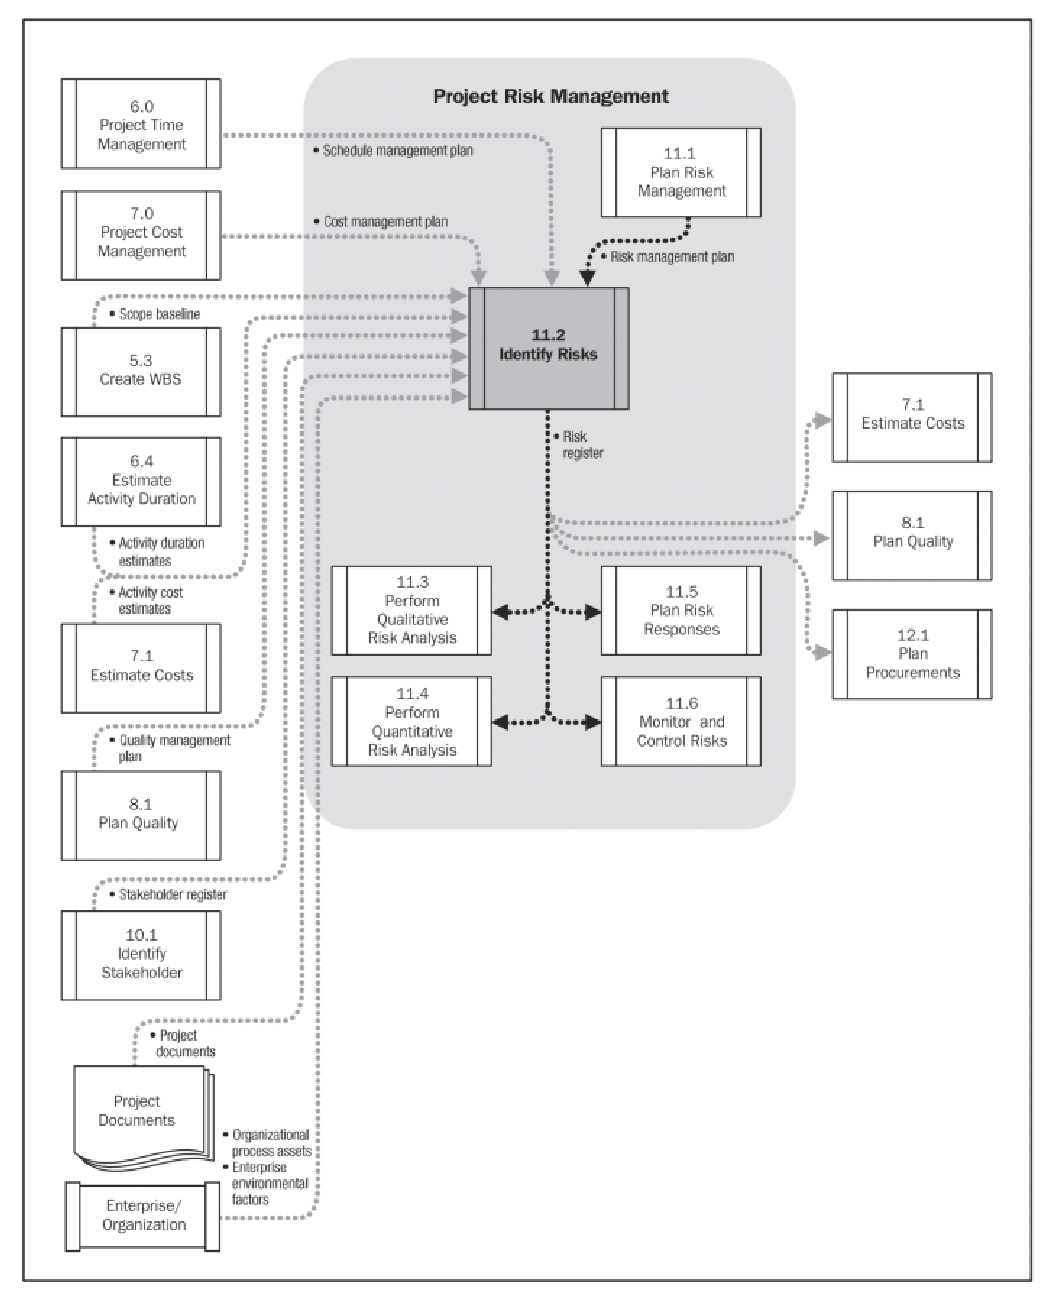 Project Risk Management
6.0
Project Time
Management
• Schedule management plan
11.1
Plan Risk
Management
7.0
Project Cost
Management
• Cost management plan
• Risk management plan
• Scope baseline
11.2
Identify Risks
5.3
Create WBS
7.1
Estimate Costs
• Risk
register
6.4
Estimate
Activity Duration
8.1
Plan Quality
• Activity duration
estimates
• Activity cost
estimates
11.3
Perform
Qualitative
Risk Analysis
11.5
Plan Risk
Responses
12.1
Plan
Procurements
7.1
Estimate Costs
11.4
Perform
Quantitative
Risk Analysis
11.6
Monitor and
Control Risks
• Quality management
plan
8.1
Plan Quality
• Stakeholder register
10.1
Identify
Stakeholder
• Project
documents
Project
Documents
• Organizational
process assets
• Enterprise
environmental
factors
Enterprise/
Organization